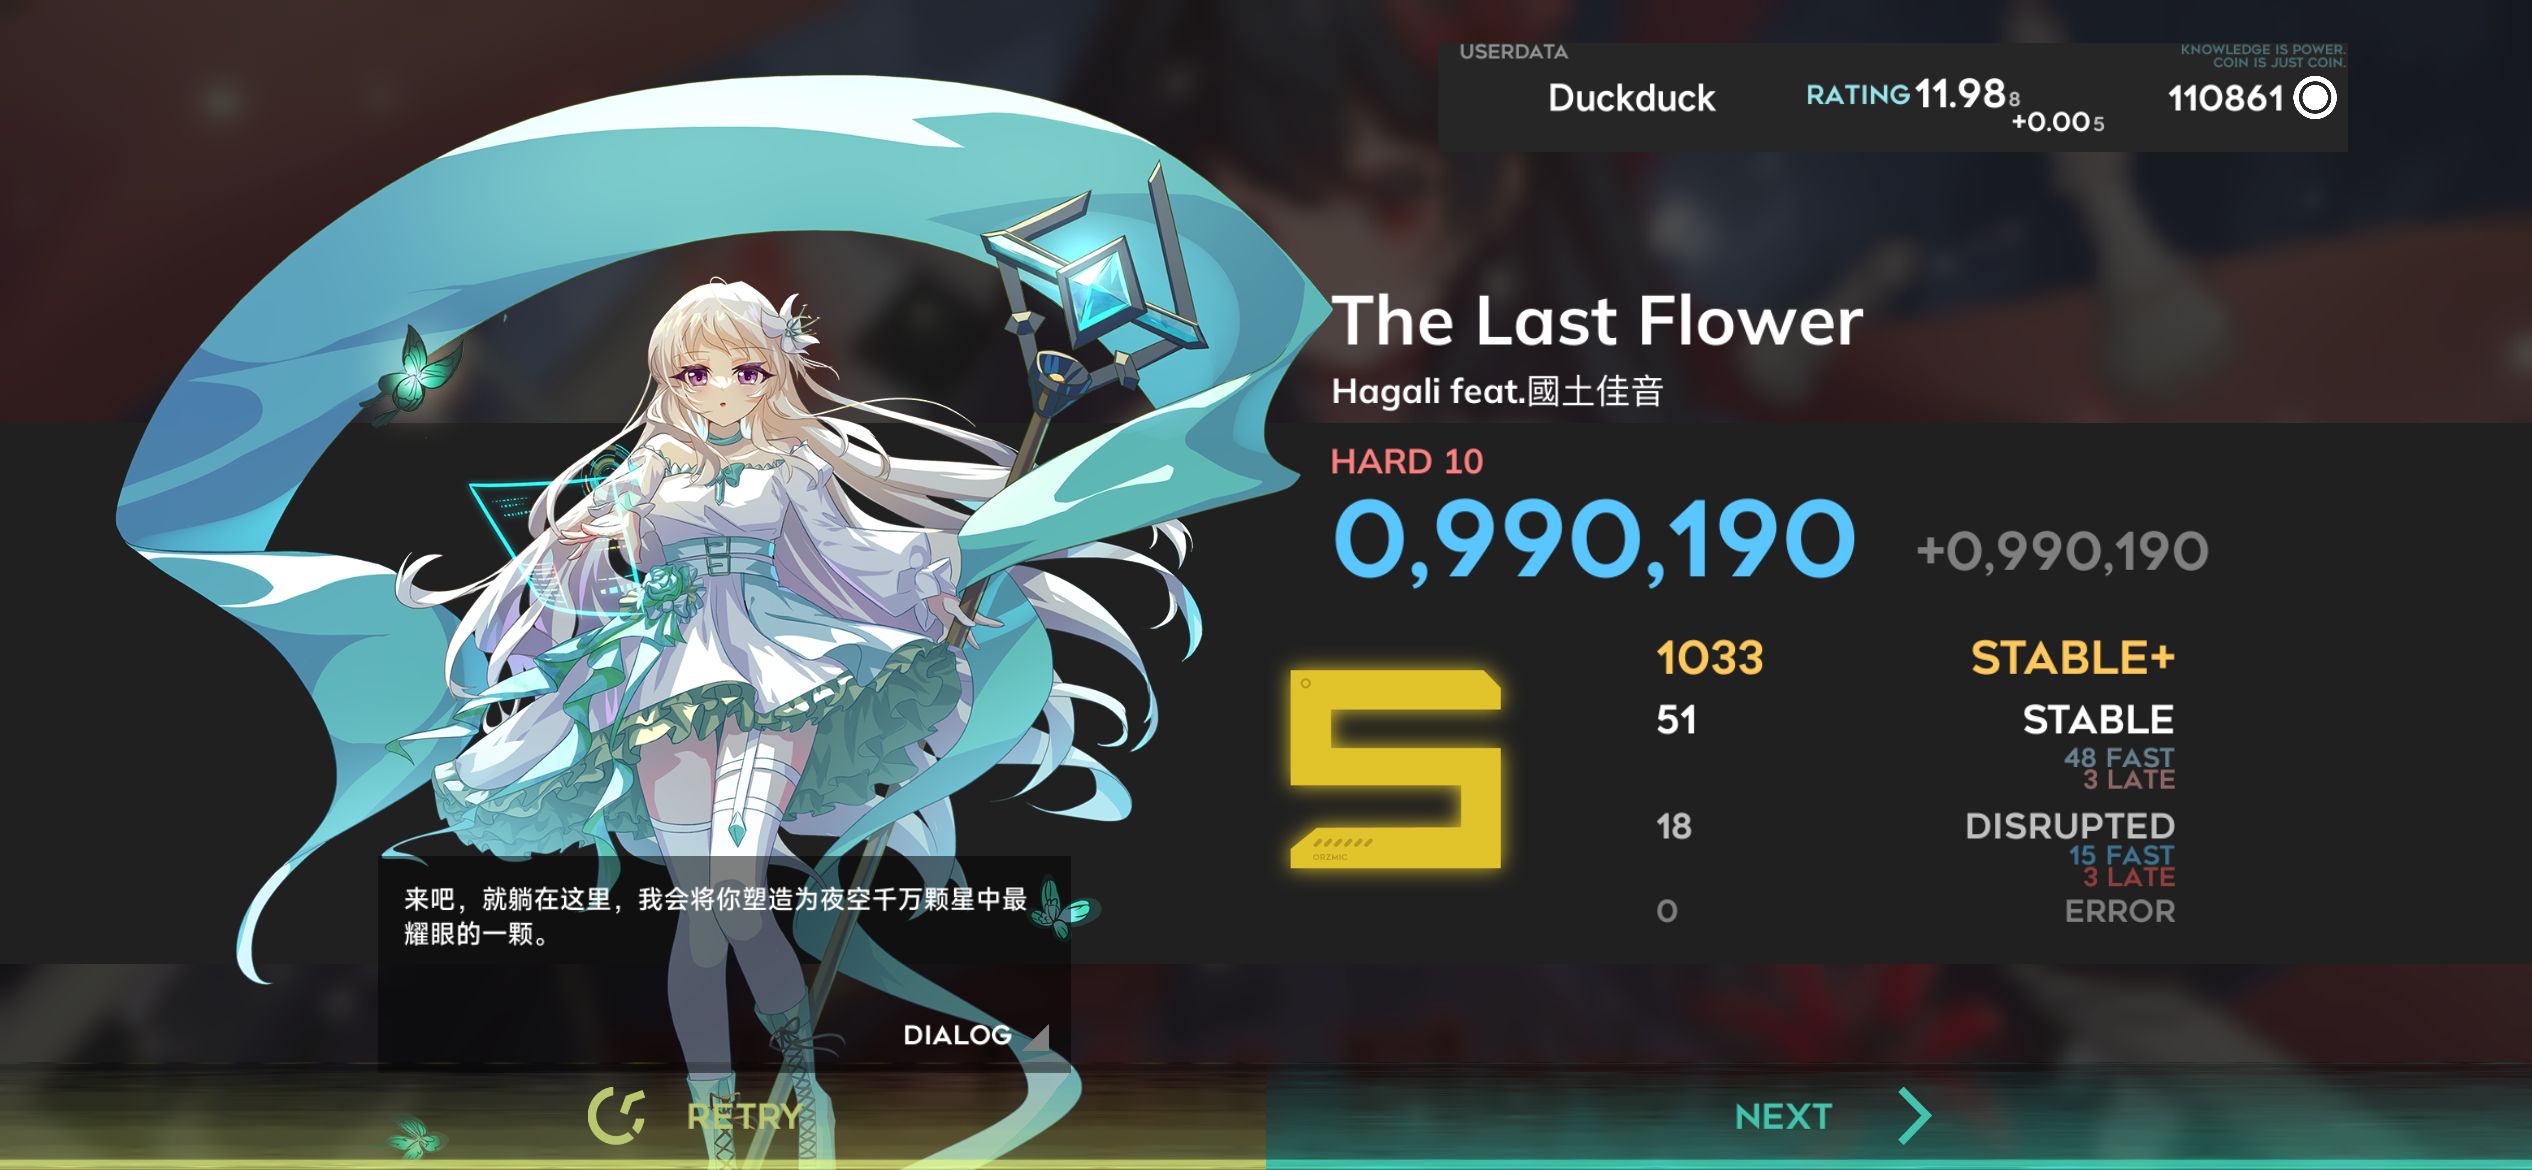 USERDATA
KNOWLEDGE IS POWER.
COIN IS JUST COIN.
Duckduck
RATING 11.988
+0.005
110861
The Last Flower
Hagali feat.國土佳音
HARD 10
0,990,190
+0,990,190
S
ORZMIC
1033 STABLE+
51 STABLE
48 FAST
3 LATE
18 DISRUPTED
15 FAST
3 LATE
0 ERROR
来吧，就躺在这里，我会将你塑造为夜空千万颗星中最
耀眼的一颗。
DIALOG
RETRY
NEXT